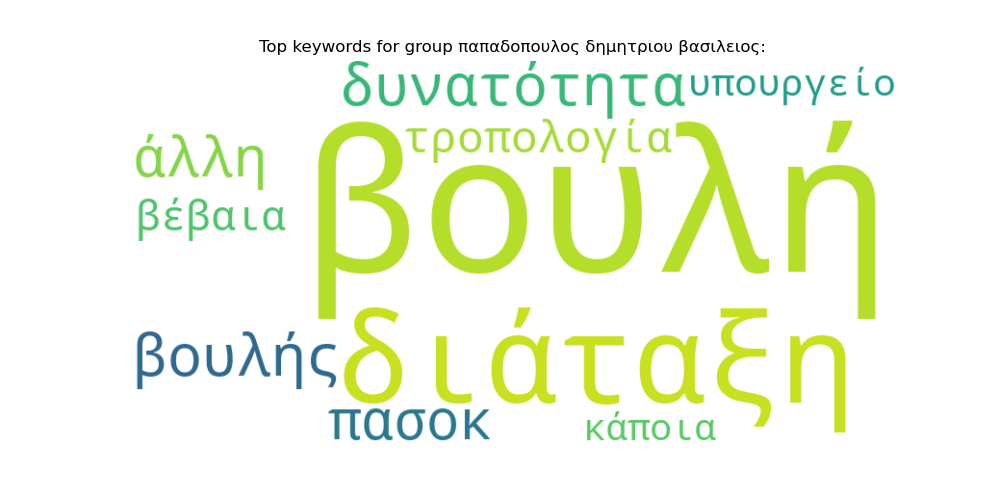 Top keywords for group παπαδοπουλος δημητριου βασιλειος:
δυνατότητα υπουργείο
τροπολογία
άλλη
βουλή
βέβαια
διάταξη
βουλής
πασοκ
κάποια